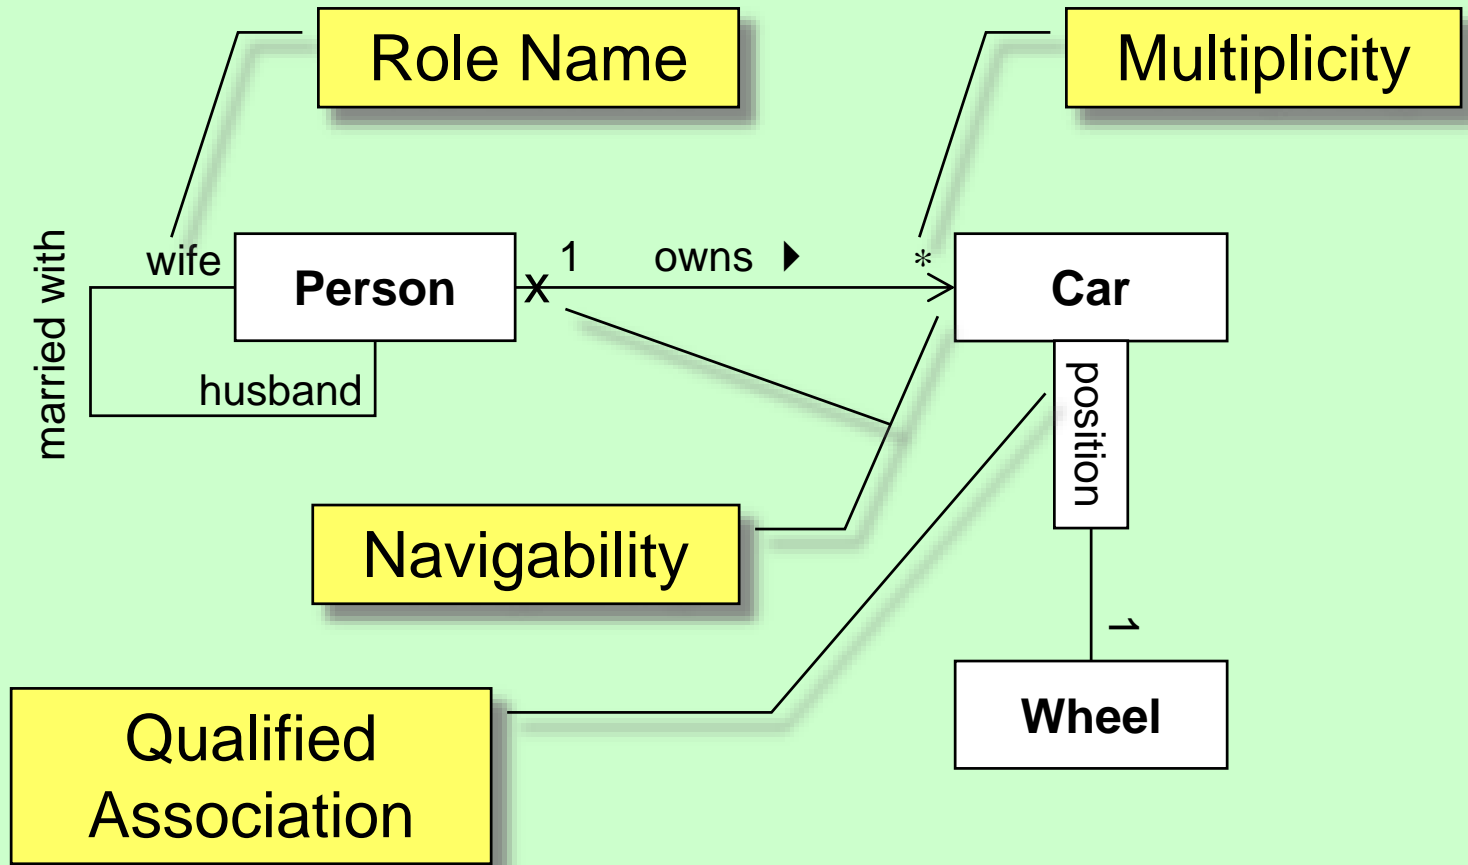 Role Name
Multiplicity
married with
wife
Person
husband
X
1
owns
*
Car
position
Navigability
1
Wheel
Qualified
Association